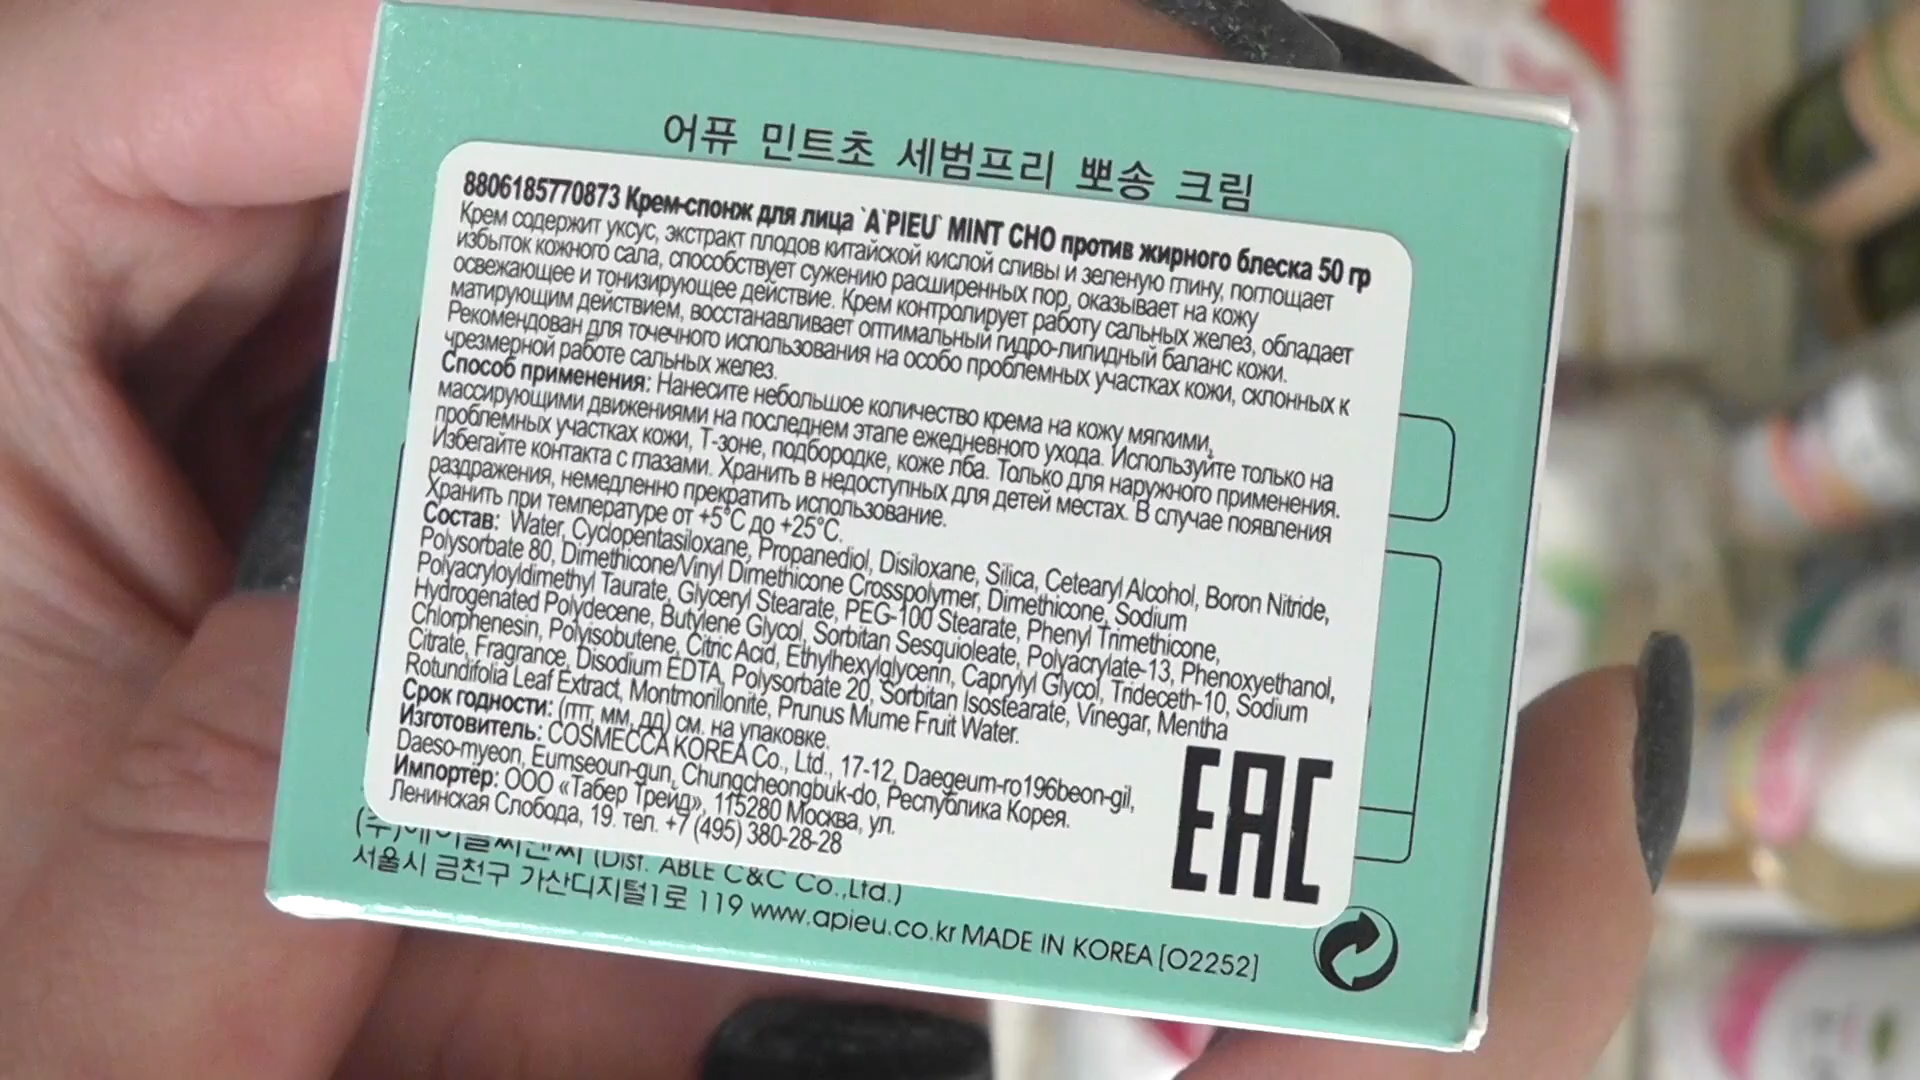 어퓨 민트초 세범프리 뽀송 크림
8806185770873 Крем-спонж для лица `A`PIEU` MINT CHO против жирного блеска 50 гр
Крем содержит уксус, экстракт плодов китайской кислой сливы и зеленую глину, поглощает
избыток кожного сала, способствует сужению расширенных пор, оказывает на кожу
освежающее и тонизирующее действие. Крем контролирует работу сальных желез, обладает
матирующим действием, восстанавливает оптимальный гидро-липидный баланс кожи.
Рекомендован для точечного использования на особо проблемных участках кожи, склонных к
чрезмерной работе сальных желез.
Способ применения: Нанесите небольшое количество крема на кожу мягкими,
массирующими движениями на последнем этапе ежедневного ухода. Используйте только на
проблемных участках кожи, Т-зоне, подбородке, коже лба. Только для наружного применения.
Избегайте контакта с глазами. Хранить в недоступных для детей местах. В случае появления
раздражения, немедленно прекратить использование.
Хранить при температуре от +5°C до +25°C.
Состав: Water, Cyclopentasiloxane, Propanediol, Disiloxane, Silica, Cetearyl Alcohol, Boron Nitride,
Polysorbate 80, Dimethicone/Vinyl Dimethicone Crosspolymer, Dimethicone, Sodium
Polyacryloyldimethyl Taurate, Glyceryl Stearate, PEG-100 Stearate, Phenyl Trimethicone,
Hydrogenated Polydecene, Butylene Glycol, Sorbitan Sesquioleate, Polyacrylate-13, Phenoxyethanol,
Chlorphenesin, Polyisobutene, Citric Acid, Ethylhexylglycerin, Caprylyl Glycol, Trideceth-10, Sodium
Citrate, Fragrance, Disodium EDTA, Polysorbate 20, Sorbitan Isostearate, Vinegar, Mentha
Rotundifolia Leaf Extract, Montmorillonite, Prunus Mume Fruit Water.
Срок годности: (гггг, мм, дд) см. на упаковке.
Изготовитель: COSMECCA KOREA Co., Ltd., 17-12, Daegeum-ro196beon-gil,
Daeso-myeon, Eumseoun-gun, Chungcheongbuk-do, Республика Корея.
Импортёр: ООО «Табер Трейд», 115280 Москва, ул.
Ленинская Слобода, 19. тел. +7 (495) 380-28-28
EAC
(주)에이블씨엔씨 (Dist. ABLE C&C Co.,Ltd.)
서울시 금천구 가산디지털1로 119 www.apieu.co.kr MADE IN KOREA [O2252]